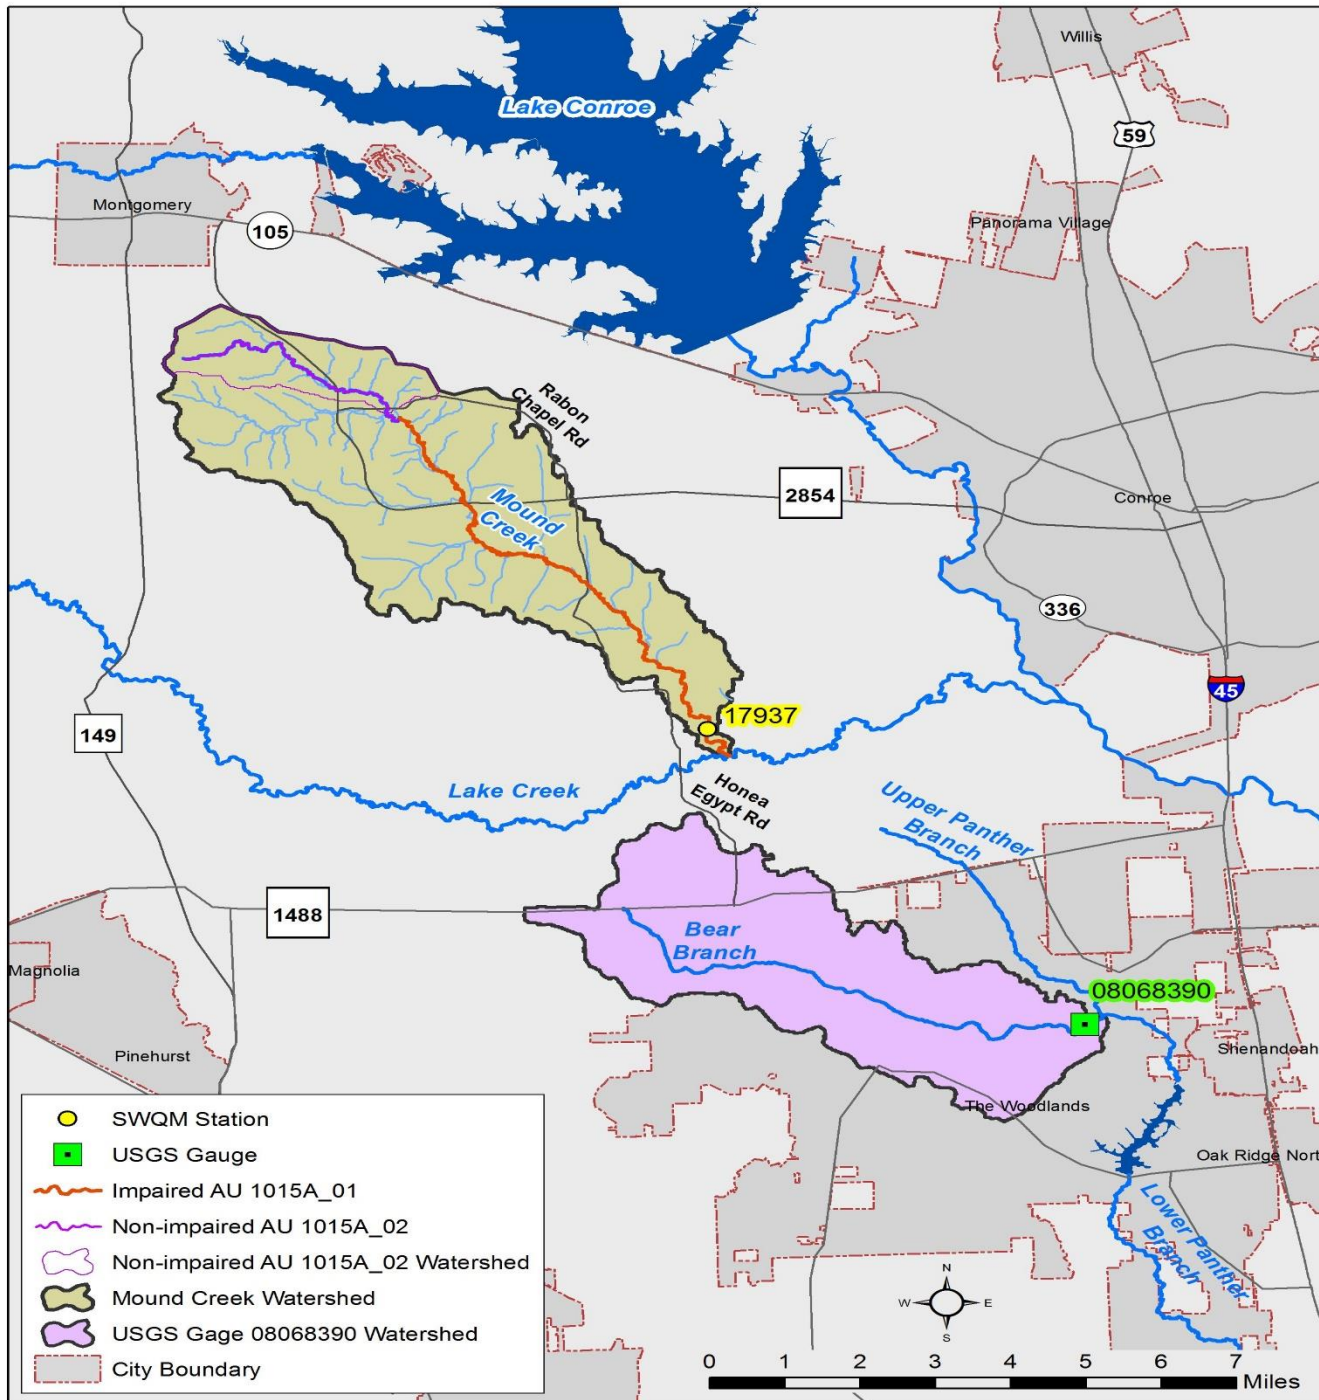 Willis
Lake Conroe
59
Montgomery
Panorama Village
105
Rabon
Chapel Rd
2854
Conroe
Mound
Creek
336
45
17937
149
Lake Creek
Honea
Egypt Rd
Upper Panther
Branch
1488
Bear
Branch
Magnolia
08068390
Pinehurst
Shenandoah
The Woodlands
Oak Ridge Nort
Lower Panther
Branch
SWQM Station
USGS Gauge
Impaired AU 1015A_01
Non-impaired AU 1015A_02
Non-impaired AU 1015A_02 Watershed
Mound Creek Watershed
USGS Gage 08068390 Watershed
City Boundary
N
W E
S
0 1 2 3 4 5 6 7
Miles